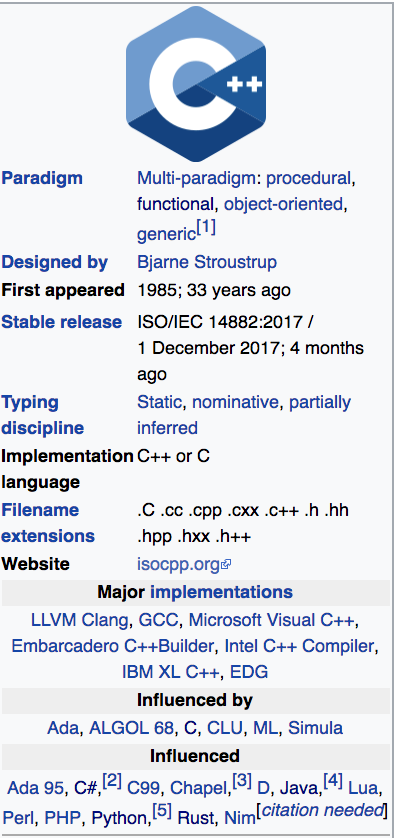 C++
Paradigm Multi-paradigm: procedural,
functional, object-oriented,
generic[1]
Designed by Bjarne Stroustrup
First appeared 1985; 33 years ago
Stable release ISO/IEC 14882:2017 /
1 December 2017; 4 months
ago
Typing Static, nominative, partially
discipline inferred
Implementation C++ or C
language
Filename .C .cc .cpp .cxx .c++ .h .hh
extensions .hpp .hxx .h++
Website isocpp.org
Major implementations
LLVM Clang, GCC, Microsoft Visual C++,
Embarcadero C++Builder, Intel C++ Compiler,
IBM XL C++, EDG
Influenced by
Ada, ALGOL 68, C, CLU, ML, Simula
Influenced
Ada 95, C#,[2] C99, Chapel,[3] D, Java,[4] Lua,
Perl, PHP, Python,[5] Rust, Nim[citation needed]